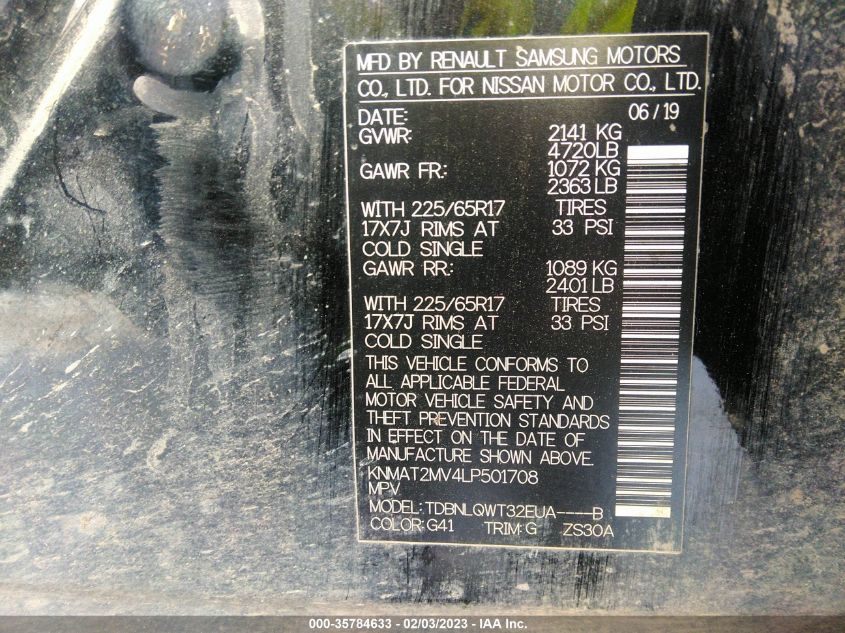 MFD BY RENAULT SAMSUNG MOTORS
CO., LTD. FOR NISSAN MOTOR CO., LTD.
DATE: 06/19
GVWR: 2141 KG
4720LB
GAWR FR: 1072 KG
2363 LB
WITH 225/65R17 TIRES
17X7J RIMS AT 33 PSI
COLD SINGLE
GAWR RR: 1089 KG
2401 LB
WITH 225/65R17 TIRES
17X7J RIMS AT 33 PSI
COLD SINGLE
THIS VEHICLE CONFORMS TO
ALL APPLICABLE FEDERAL
MOTOR VEHICLE SAFETY AND
THEFT PREVENTION STANDARDS
IN EFFECT ON THE DATE OF
MANUFACTURE SHOWN ABOVE.
KNMAT2MV4LP501708
MPV
MODEL: TDBNLQWT32EUA----B
COLOR: G41 TRIM: G ZS30A
000-35784633 - 02/03/2023 - IAA Inc.